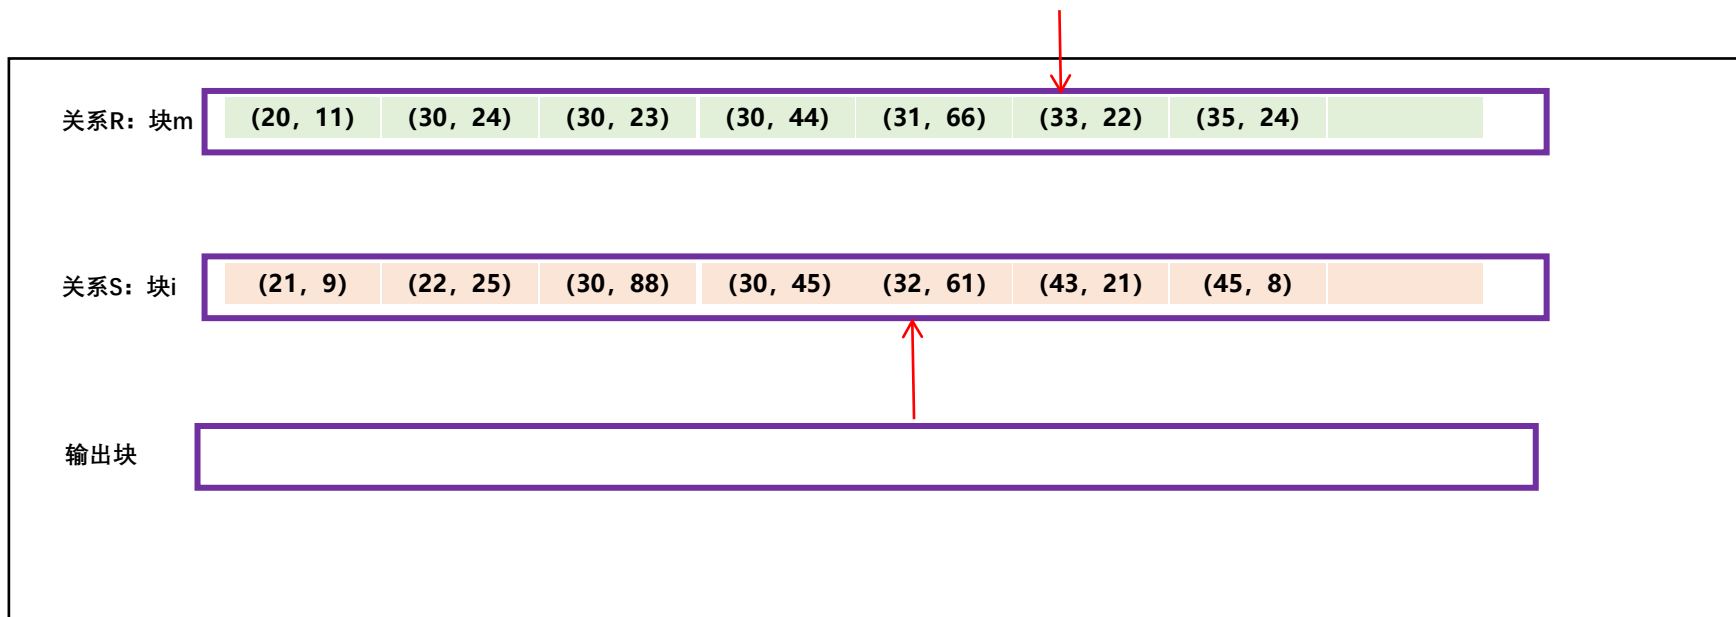 关系R：块m (20，11) (30，24) (30，23) (30，44) (31，66) (33，22) (35，24)
关系S：块i (21，9) (22，25) (30，88) (30，45) (32，61) (43，21) (45，8)
输出块